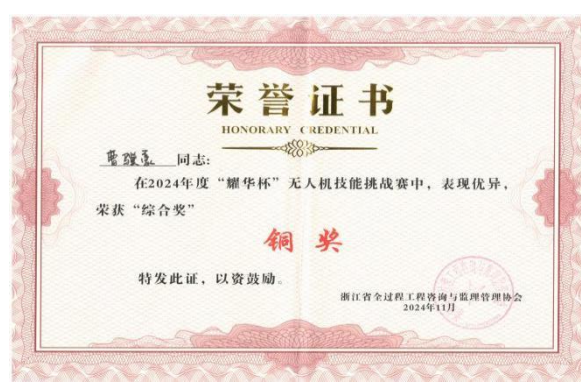 荣誉证书
HONORARY CREDENTIAL
同志:
在2024年度“耀华杯”无人机技能挑战赛中，表现优异，
荣获“综合奖”
铜奖
特发此证，以资鼓励。
浙江省全过程工程咨询与监理管理协会
2024年11月